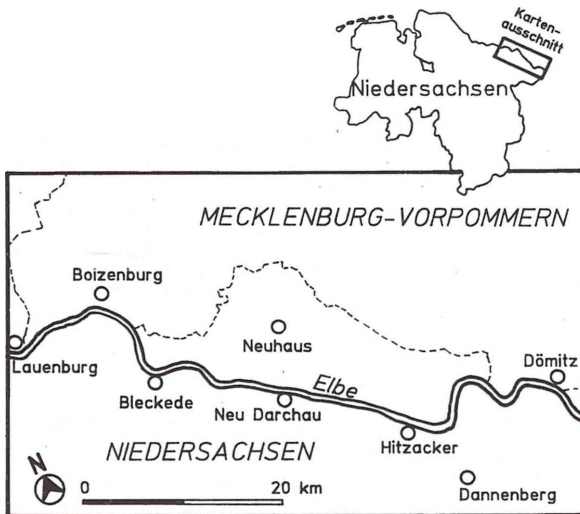 Karten-
ausschnitt
Niedersachsen
MECKLENBURG-VORPOMMERN
Boizenburg
Neuhaus
Lauenburg
Dömitz
Elbe
Bleckede
Neu Darchau
Hitzacker
NIEDERSACHSEN
Dannenberg
N
0 20 km